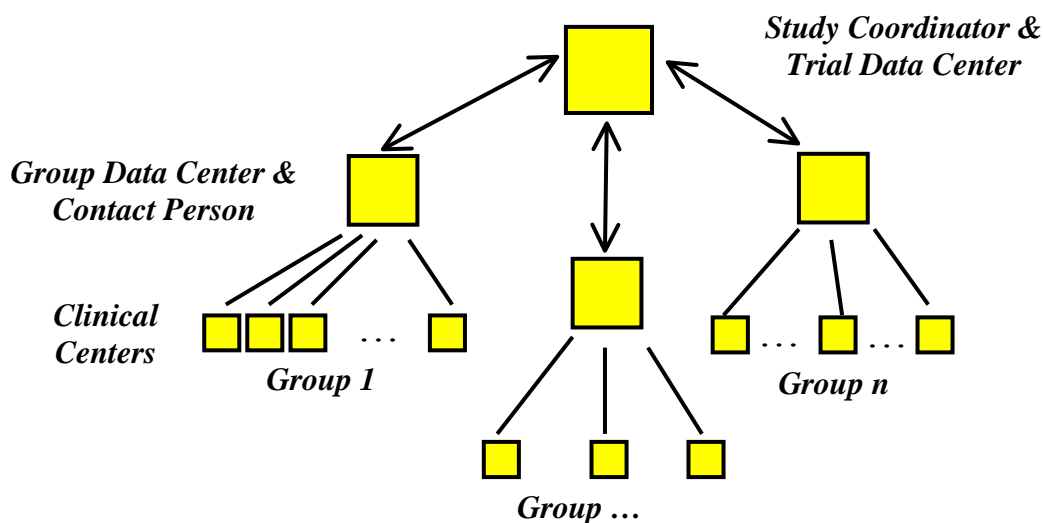 Study Coordinator &
Trial Data Center
Group Data Center &
Contact Person
Clinical
Centers
...
... ...
Group 1
Group n
Group ...